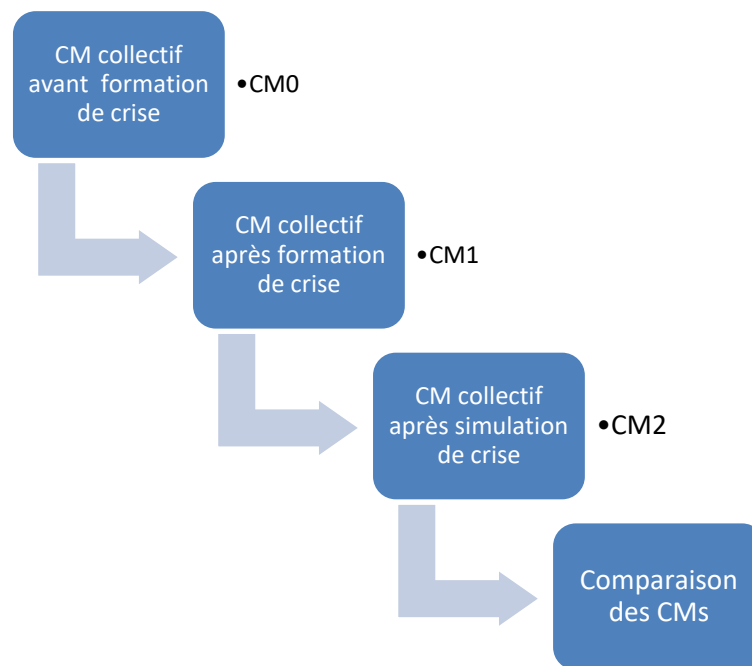 CM collectif
avant formation
de crise
•CM0
CM collectif
après formation
de crise
•CM1
CM collectif
après simulation
de crise
•CM2
Comparaison
des CMs